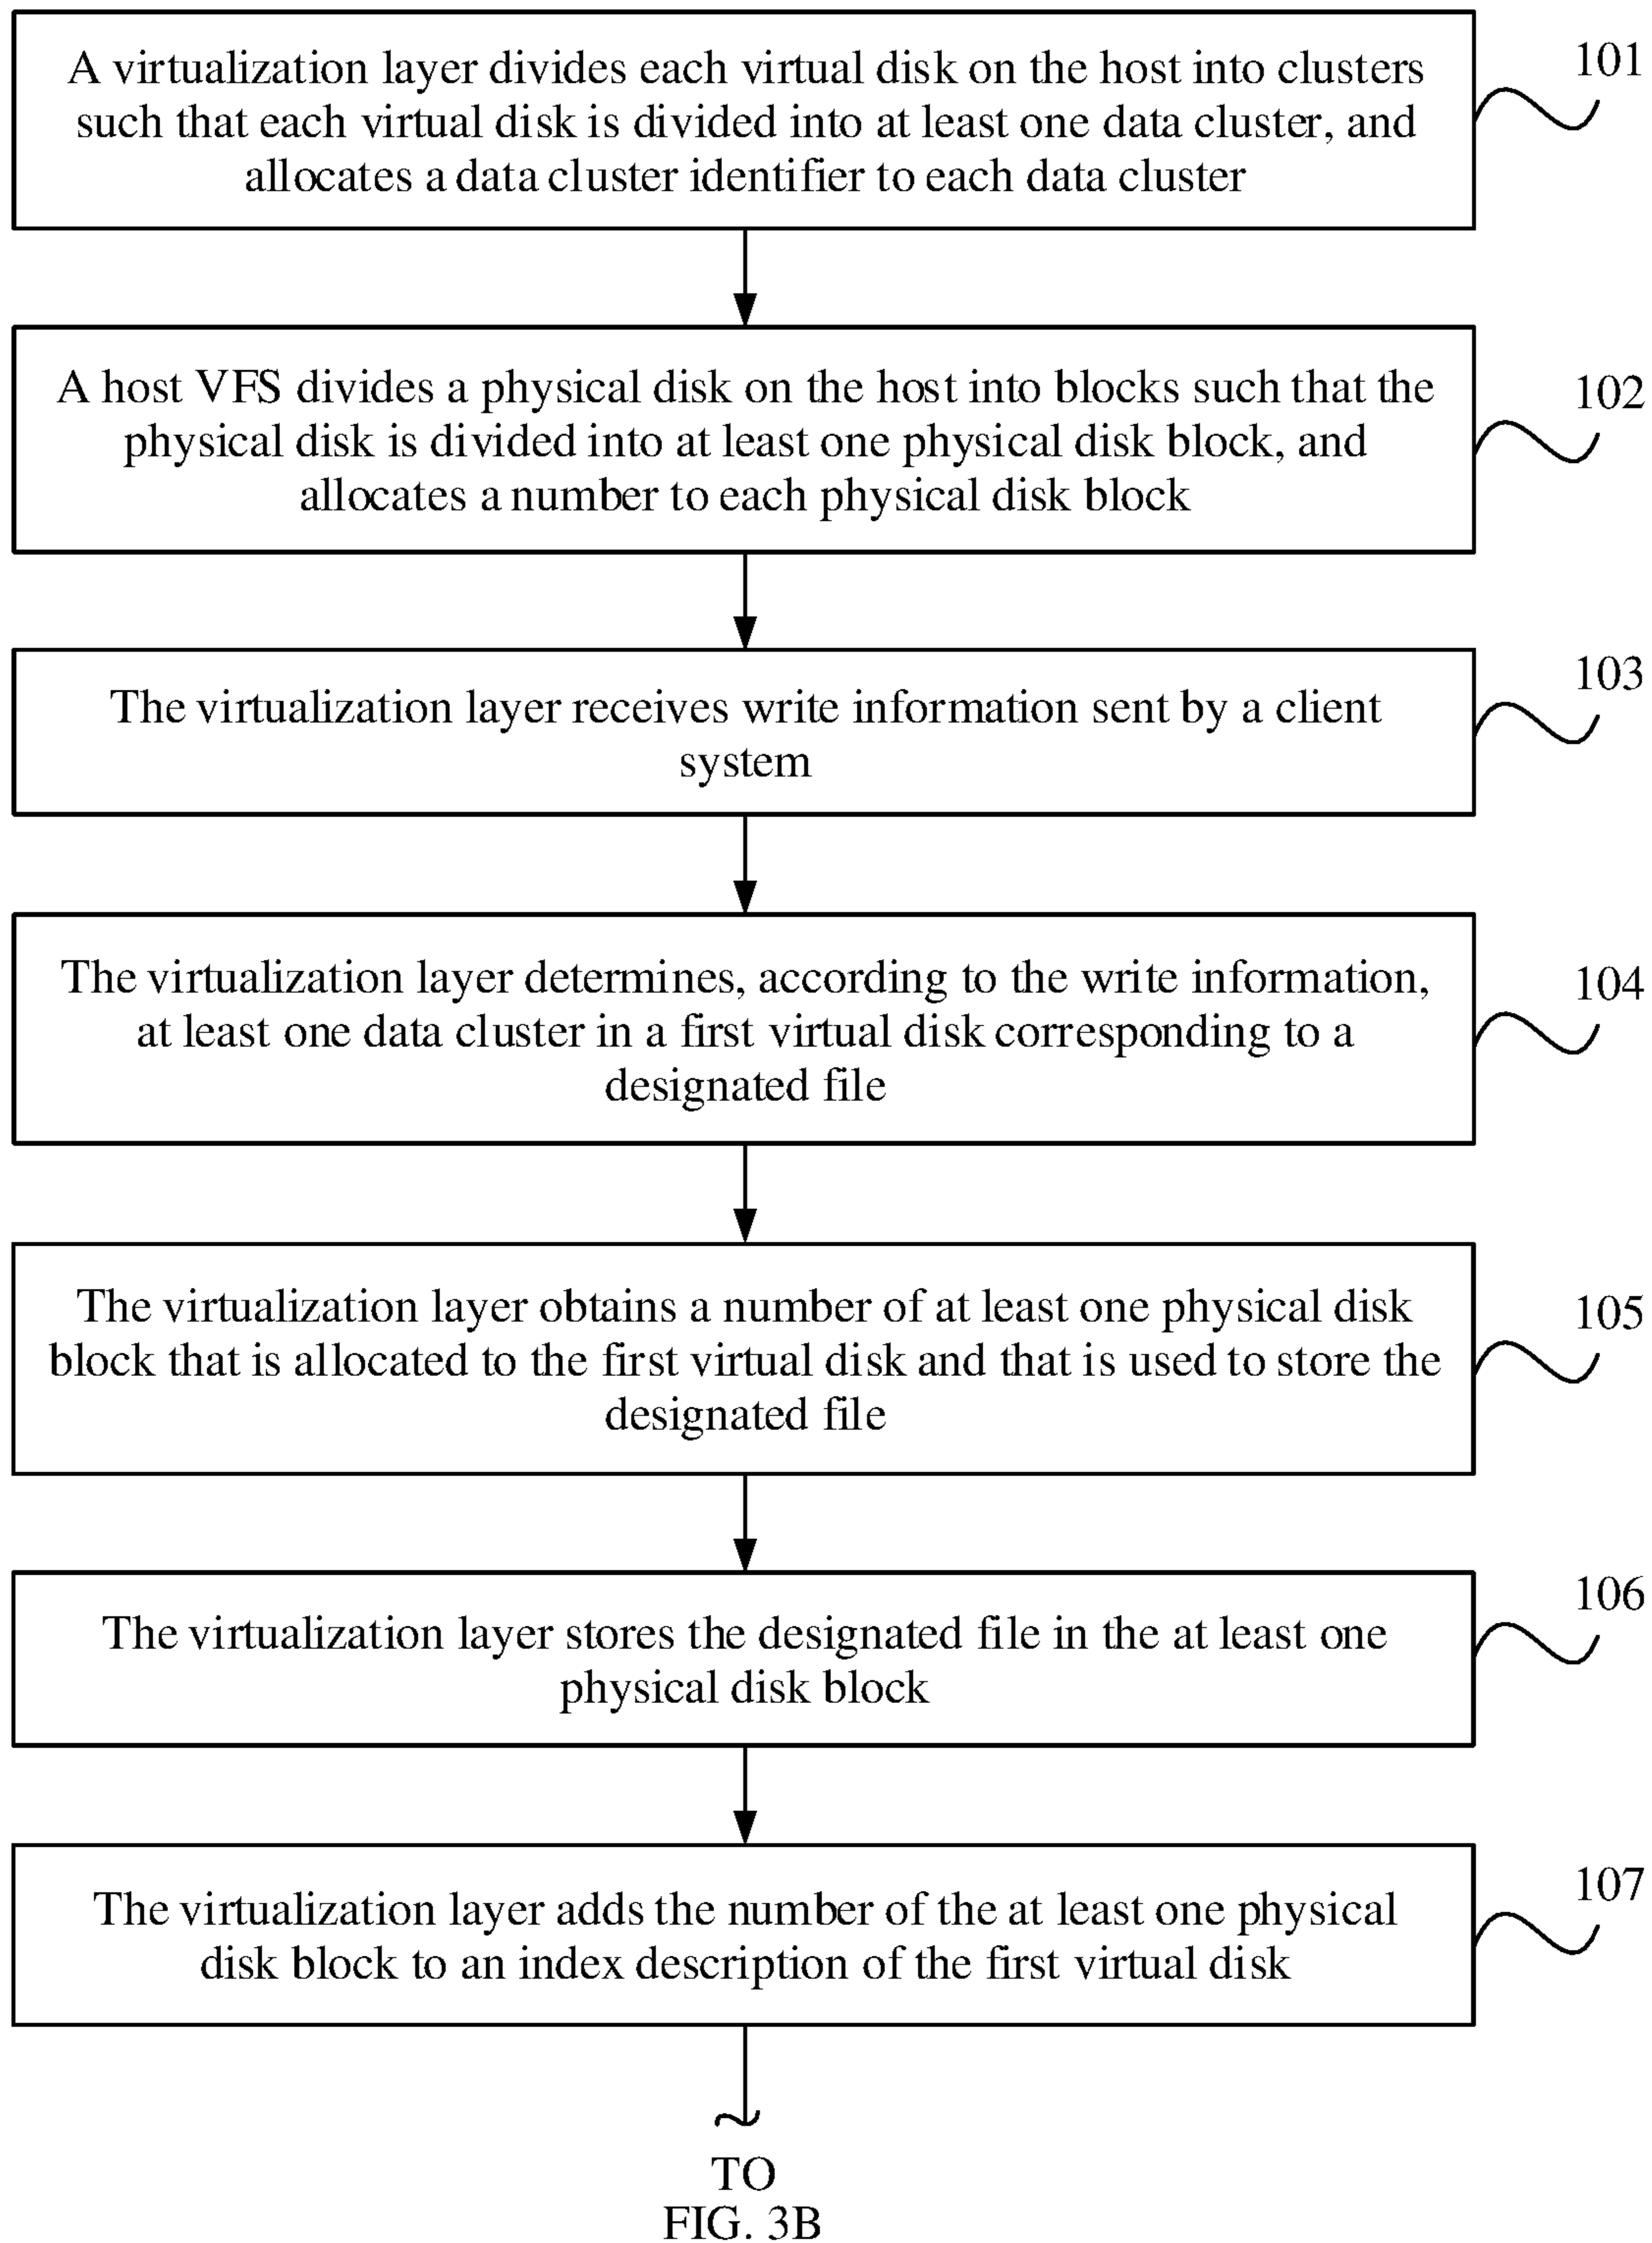 A virtualization layer divides each virtual disk on the host into clusters
such that each virtual disk is divided into at least one data cluster, and
allocates a data cluster identifier to each data cluster
101
A host VFS divides a physical disk on the host into blocks such that the
physical disk is divided into at least one physical disk block, and
allocates a number to each physical disk block
102
The virtualization layer receives write information sent by a client
system
103
The virtualization layer determines, according to the write information,
at least one data cluster in a first virtual disk corresponding to a
designated file
104
The virtualization layer obtains a number of at least one physical disk
block that is allocated to the first virtual disk and that is used to store the
designated file
105
The virtualization layer stores the designated file in the at least one
physical disk block
106
The virtualization layer adds the number of the at least one physical
disk block to an index description of the first virtual disk
107
TO
FIG. 3B